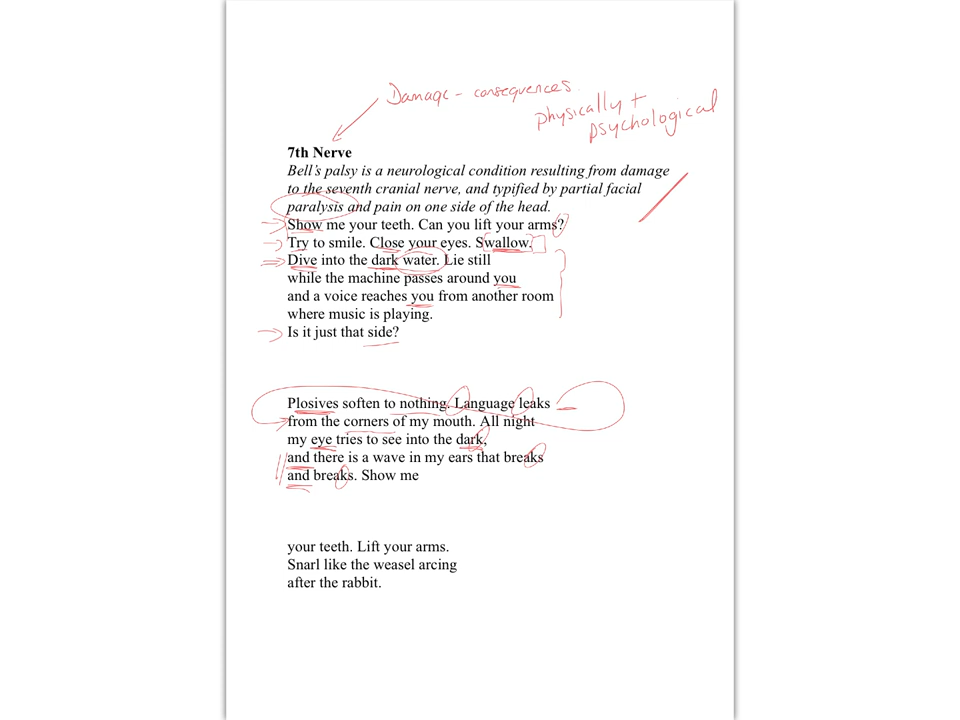 Damage - consequences
physically +
psychological
7th Nerve
Bell's palsy is a neurological condition resulting from damage
to the seventh cranial nerve, and typified by partial facial
paralysis and pain on one side of the head.
Show me your teeth. Can you lift your arms?
Try to smile. Close your eyes. Swallow.
Dive into the dark water. Lie still
while the machine passes around you
and a voice reaches you from another room
where music is playing.
Is it just that side?
Plosives soften to nothing. Language leaks
from the corners of my mouth. All night
my eye tries to see into the dark,
and there is a wave in my ears that breaks
and breaks. Show me
your teeth. Lift your arms.
Snarl like the weasel arcing
after the rabbit.